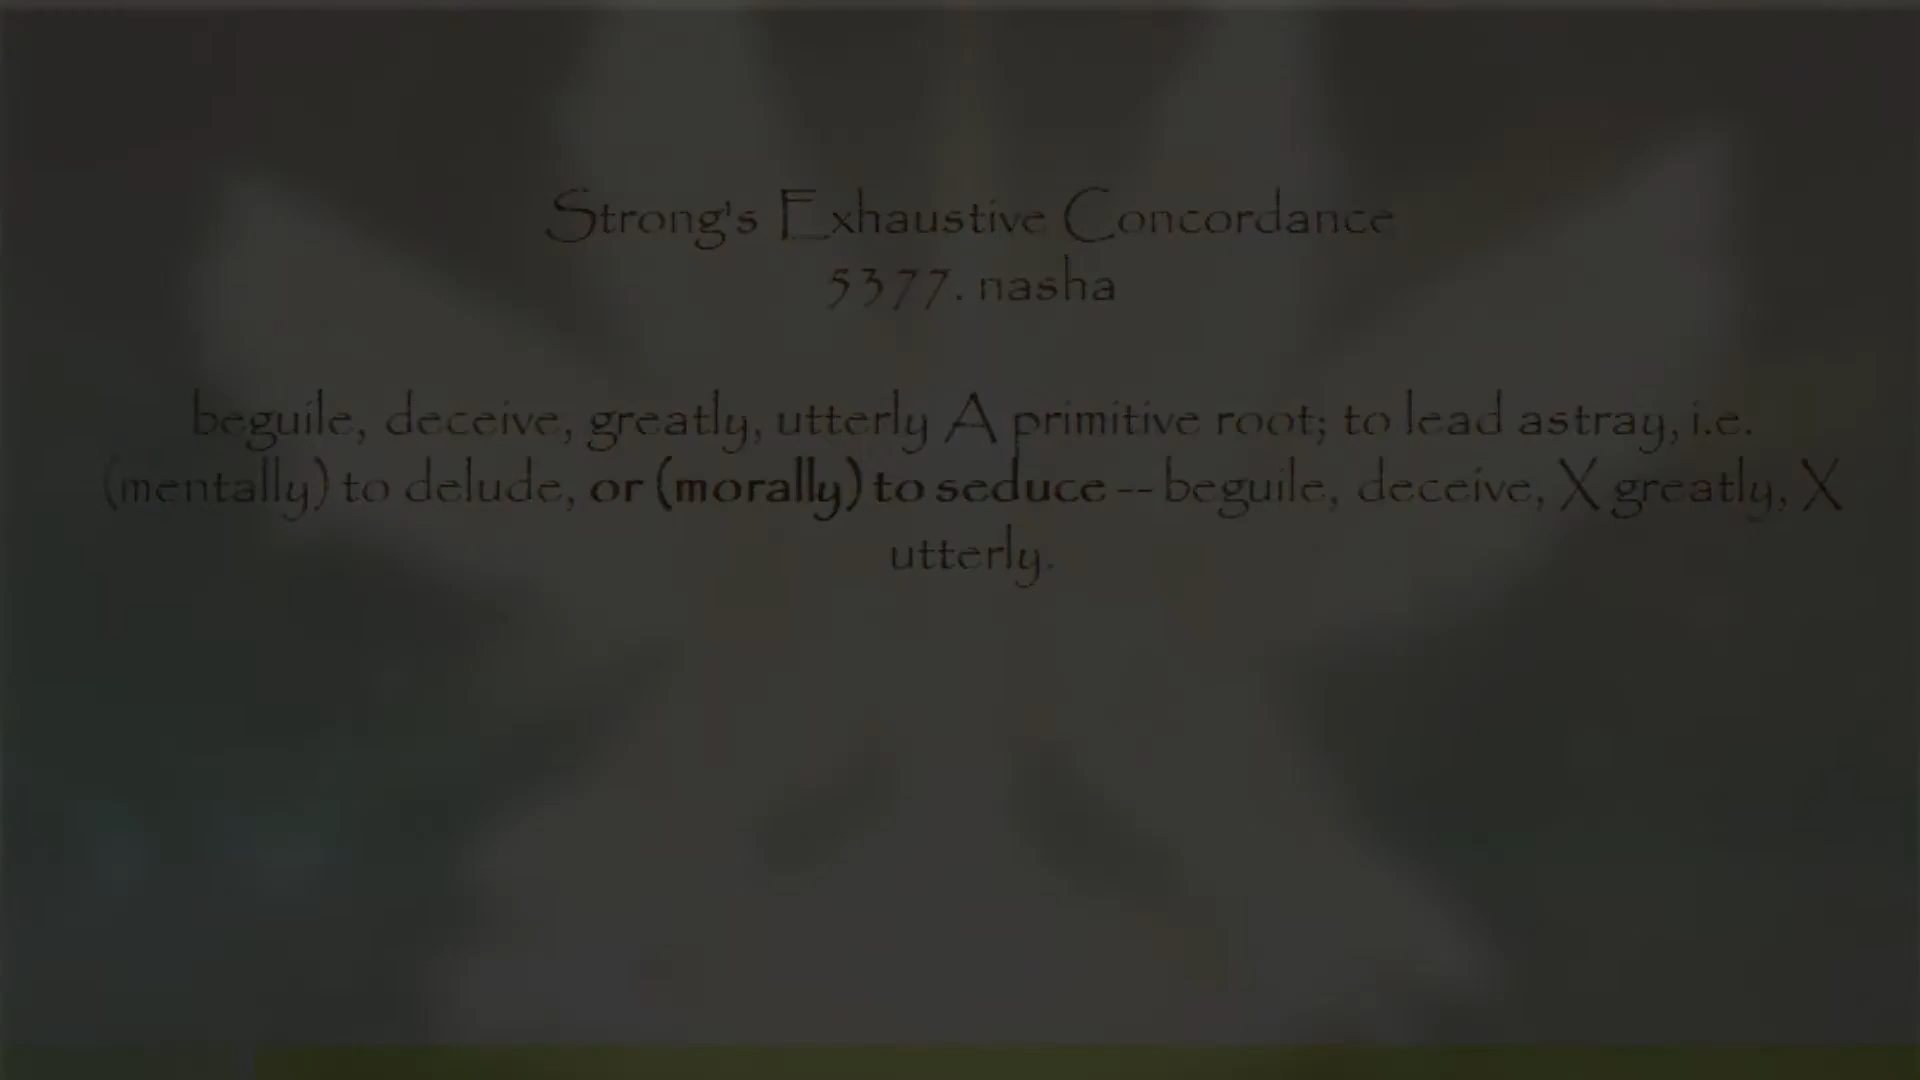 Strong's Exhaustive Concordance
5377. nasha
beguile, deceive, greatly, utterly A primitive root; to lead astray, i.e.
(mentally) to delude, or (morally) to seduce -- beguile, deceive, X greatly, X
utterly.